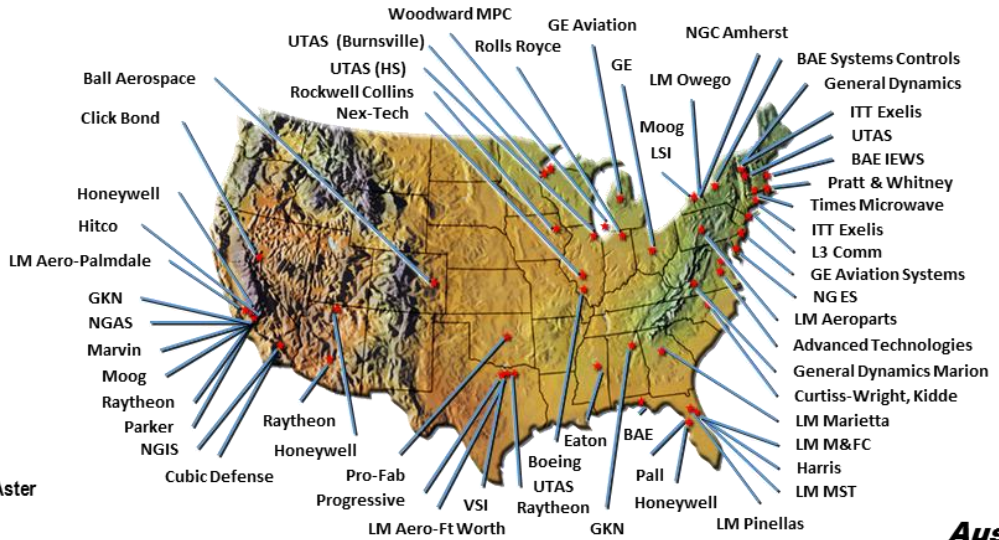 Woodward MPC
GE Aviation
UTAS (Burnsville)
Rolls Royce
NGC Amherst
UTAS (HS)
GE
BAE Systems Controls
Ball Aerospace
LM Owego
General Dynamics
Rockwell Collins
Nex-Tech
ITT Exelis
Click Bond
Moog
UTAS
LSI
BAE IEWS
Pratt & Whitney
Honeywell
Times Microwave
Hitco
ITT Exelis
L3 Comm
LM Aero-Palmdale
GE Aviation Systems
GKN
NG ES
NGAS
LM Aeroparts
Marvin
Advanced Technologies
Moog
General Dynamics Marion
Raytheon
Curtiss-Wright, Kidde
Parker
Raytheon
LM Marietta
NGIS
Honeywell
Eaton
BAE
LM M&FC
Cubic Defense
Pro-Fab
Boeing
Pall
Harris
Aster
UTAS
Honeywell
LM MST
Progressive
VSI
Raytheon
LM Aero-Ft Worth
GKN
LM Pinellas
Aus